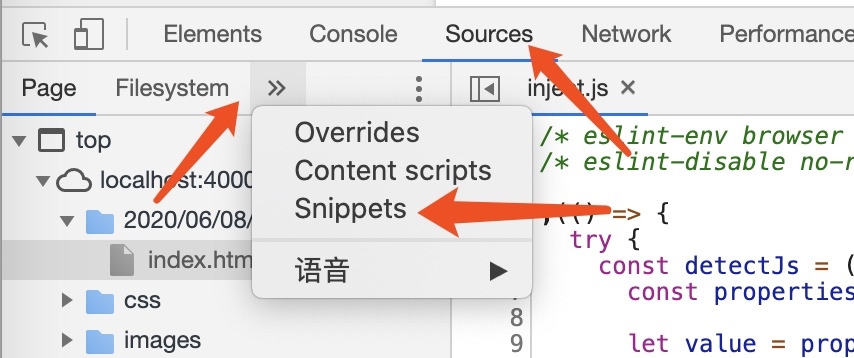 Elements Console Sources Network Performance
Page Filesystem » inject.js ×
top
localhost:4000
2020/06/08/
index.htm
css
images
Overrides
Content scripts
Snippets
语音
/* eslint-env browser
/* eslint-disable no-r
(() => {
try {
const detectJs = (
const properties
8
9 let value = prop